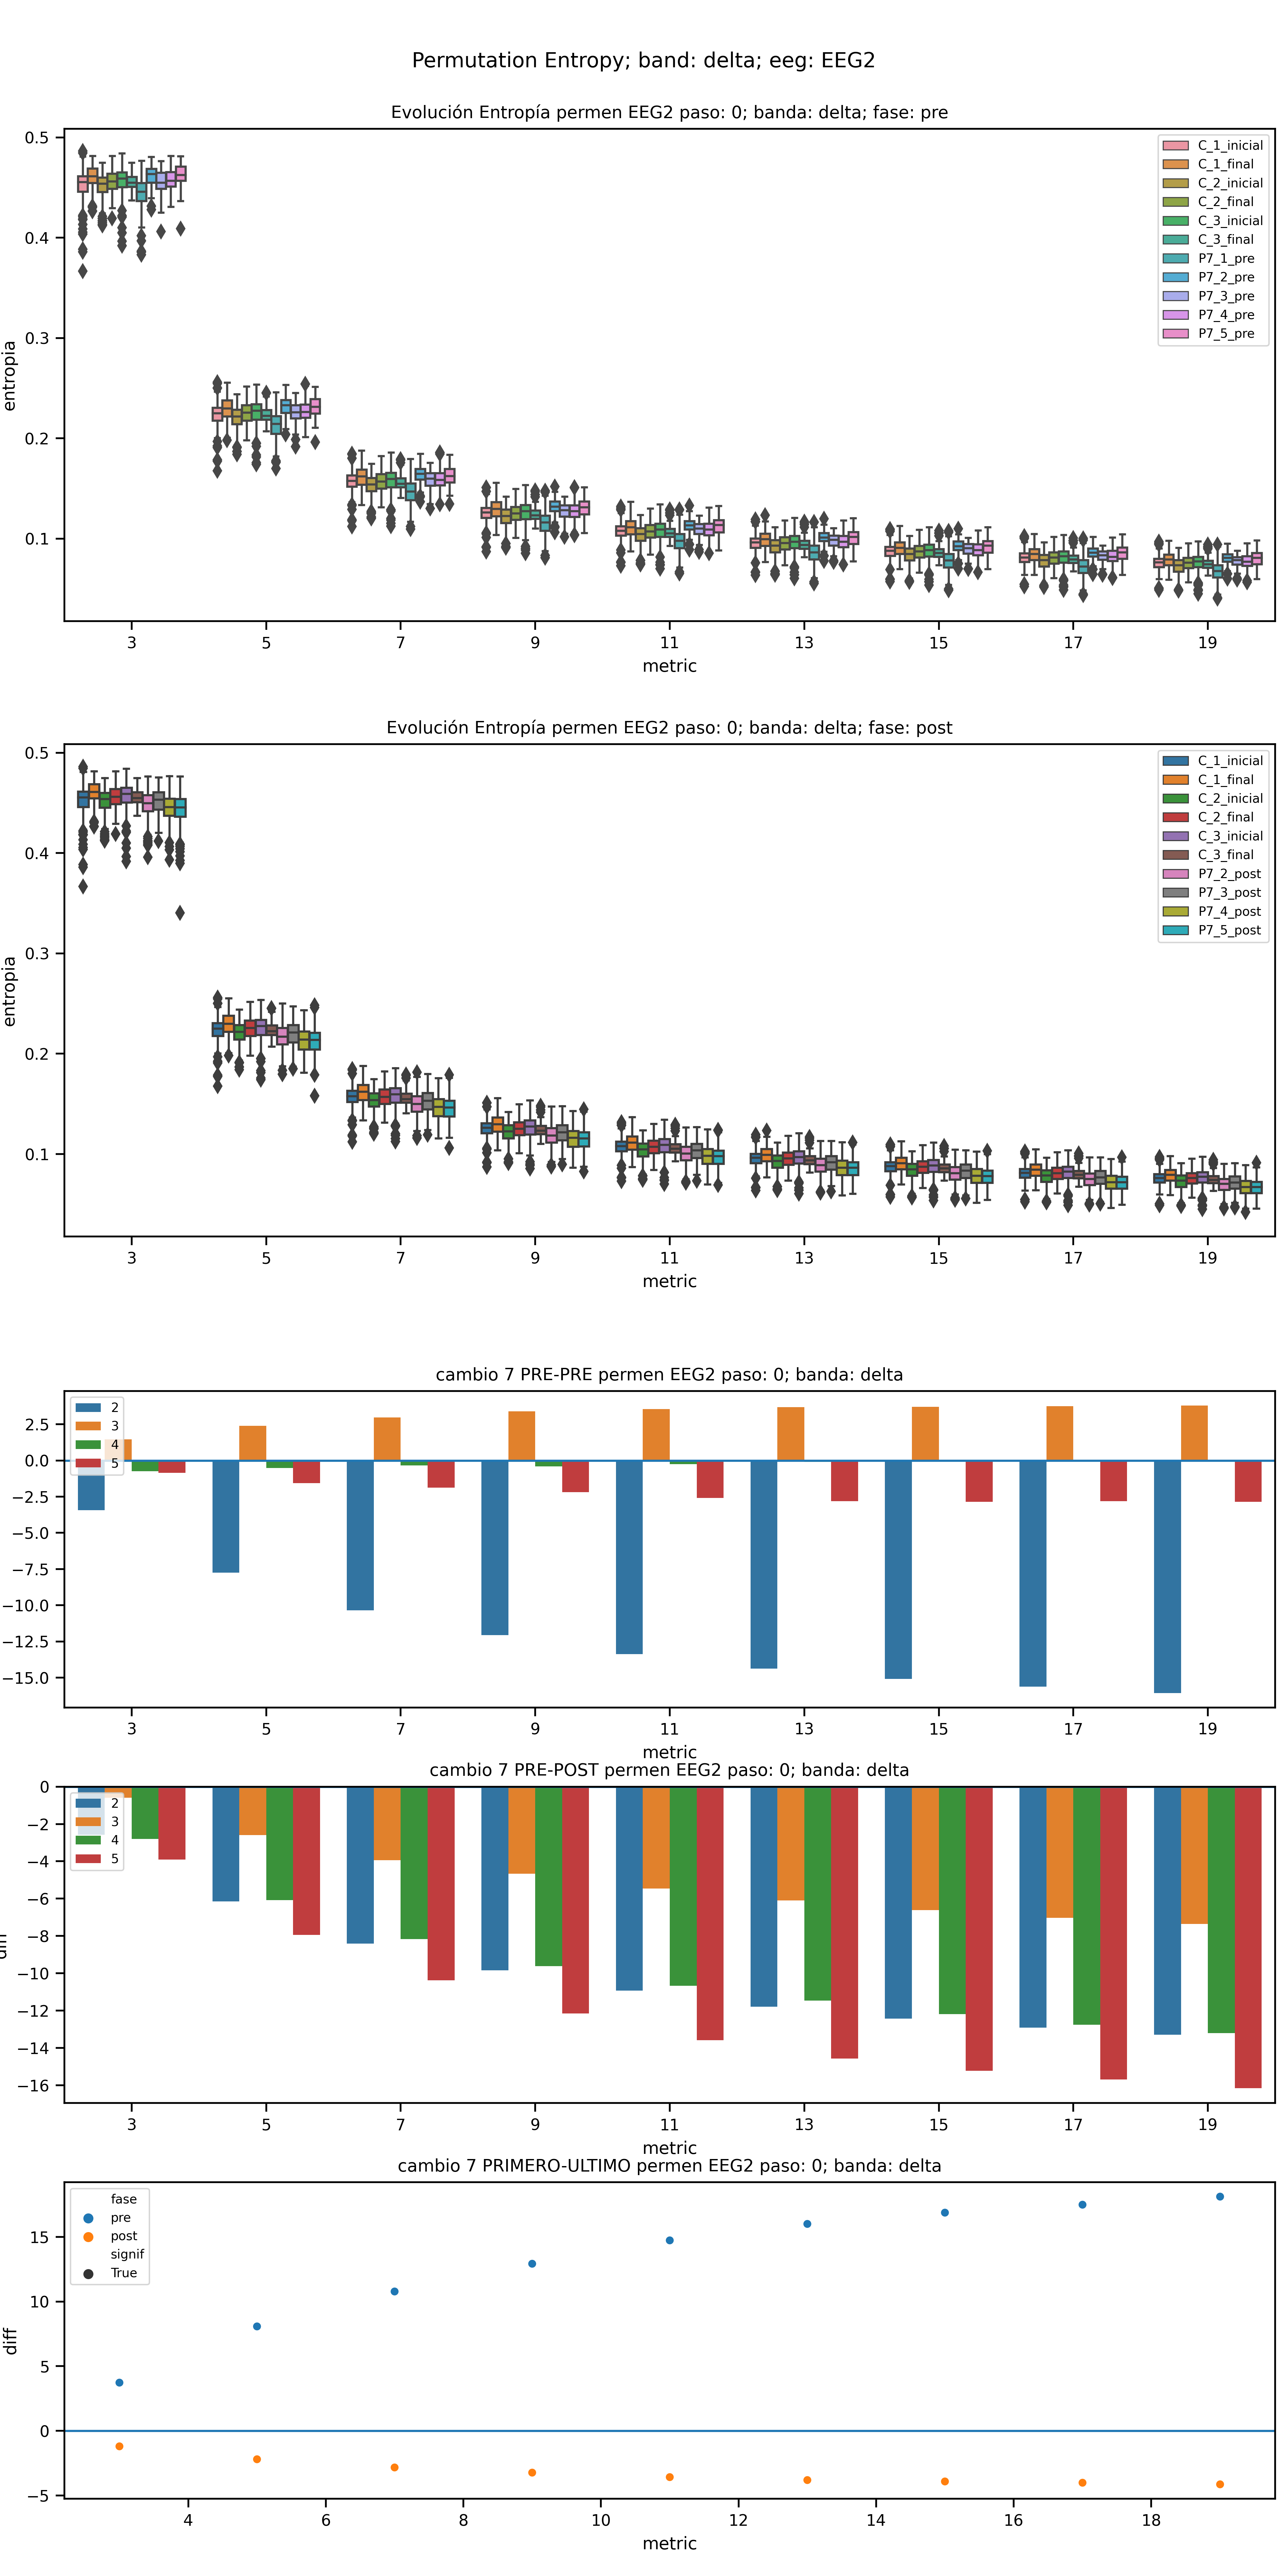 Permutation Entropy; band: delta; eeg: EEG2
Evolución Entropía permen EEG2 paso: 0; banda: delta; fase: pre
0.5
0.4
0.3
0.2
0.1
entropia
C_1_inicial
C_1_final
C_2_inicial
C_2_final
C_3_inicial
C_3_final
P7_1_pre
P7_2_pre
P7_3_pre
P7_4_pre
P7_5_pre
3 5 7 9 11 13 15 17 19
metric
Evolución Entropía permen EEG2 paso: 0; banda: delta; fase: post
0.5
0.4
0.3
0.2
0.1
entropia
C_1_inicial
C_1_final
C_2_inicial
C_2_final
C_3_inicial
C_3_final
P7_2_post
P7_3_post
P7_4_post
P7_5_post
3 5 7 9 11 13 15 17 19
metric
cambio 7 PRE-PRE permen EEG2 paso: 0; banda: delta
2
3
4
5
2.5
0.0
−2.5
−5.0
−7.5
−10.0
−12.5
−15.0
3 5 7 9 11 13 15 17 19
metric
cambio 7 PRE-POST permen EEG2 paso: 0; banda: delta
2
3
4
5
0
−2
−4
−6
−8
−10
−12
−14
−16
3 5 7 9 11 13 15 17 19
metric
cambio 7 PRIMERO-ULTIMO permen EEG2 paso: 0; banda: delta
fase
pre
post
signif
True
15
10
5
0
−5
diff
4 6 8 10 12 14 16 18
metric